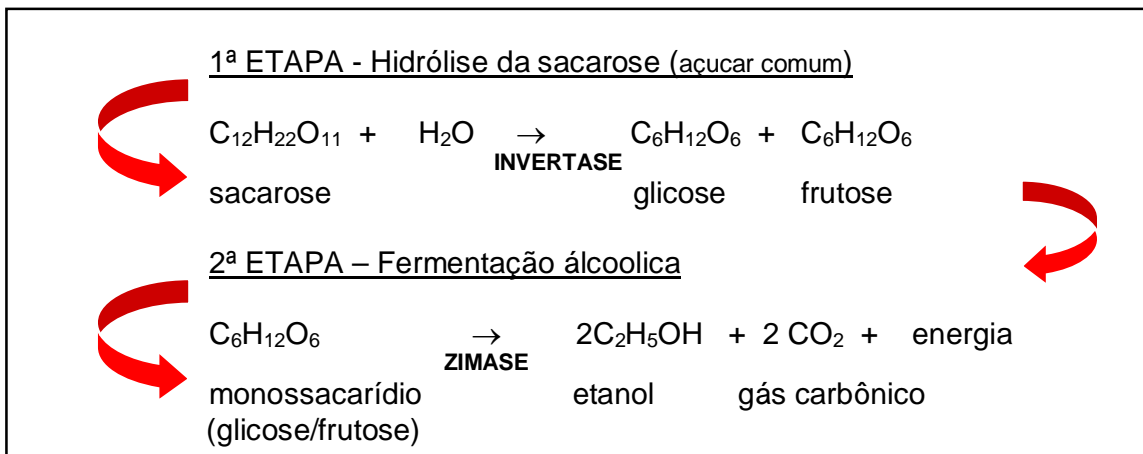 1ª ETAPA - Hidrólise da sacarose (açucar comum)
C₁₂H₂₂O₁₁ + H₂O → C₆H₁₂O₆ + C₆H₁₂O₆
INVERTASE
sacarose glicose frutose
2ª ETAPA – Fermentação álcoolica
C₆H₁₂O₆ → 2C₂H₅OH + 2 CO₂ + energia
ZIMASE
monossacarídio etanol gás carbônico
(glicose/frutose)